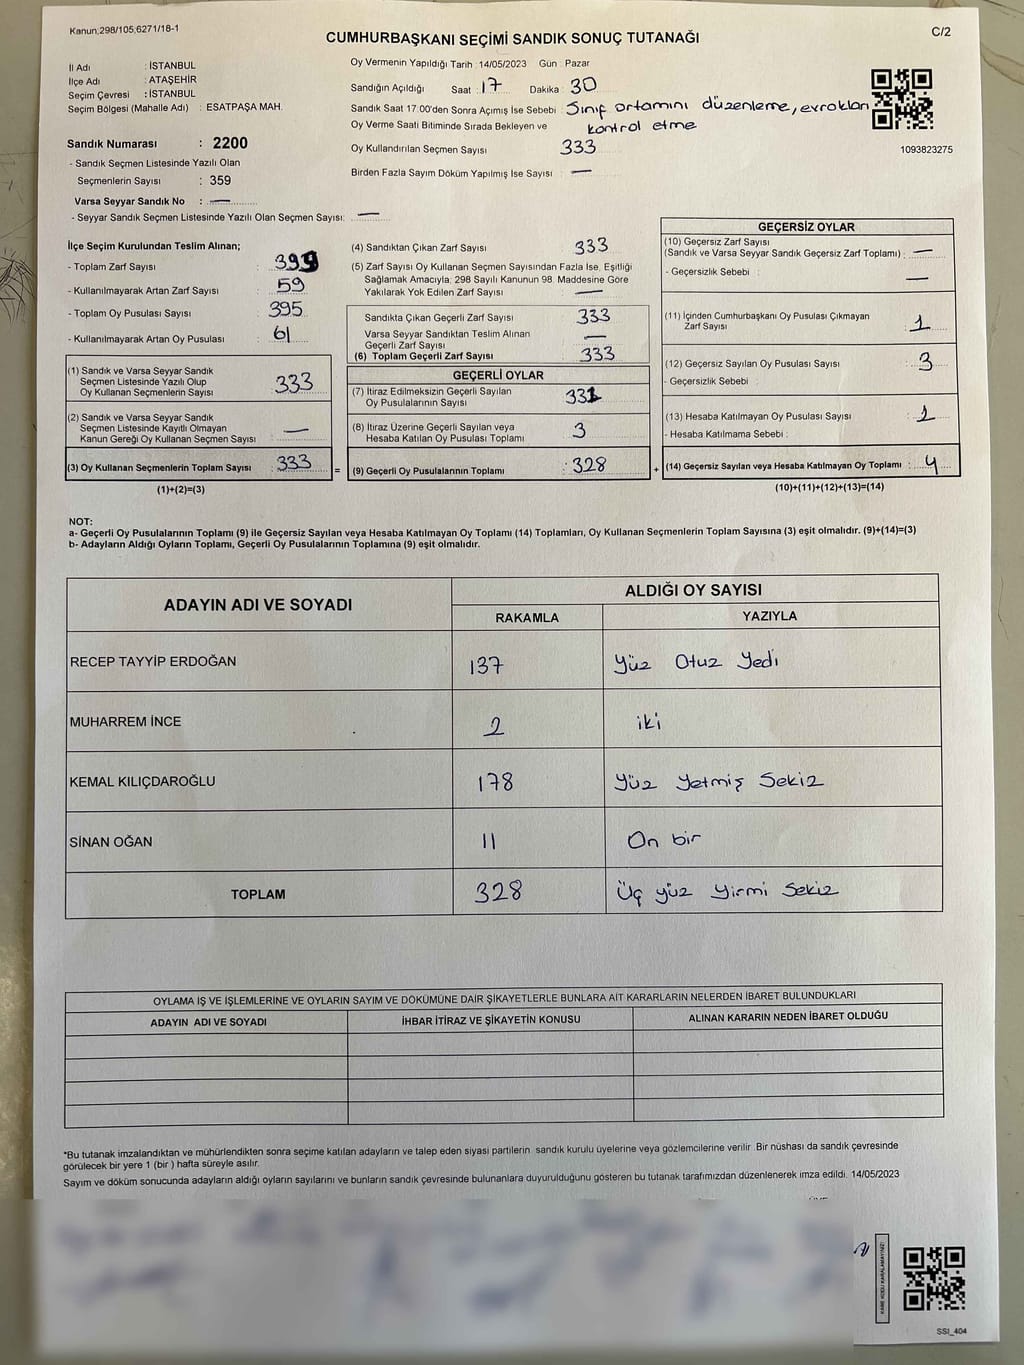 Kanun;298/105;6271/18-1
C/2
CUMHURBAŞKANI SEÇİMİ SANDIK SONUÇ TUTANAĞI
İl Adı : İSTANBUL
İlçe Adı : ATAŞEHİR
Seçim Çevresi : İSTANBUL
Seçim Bölgesi (Mahalle Adı) : ESATPAŞA MAH.
Sandık Numarası : 2200
- Sandık Seçmen Listesinde Yazılı Olan
Seçmenlerin Sayısı : 359
Varsa Seyyar Sandık No : —
- Seyyar Sandık Seçmen Listesinde Yazılı Olan Seçmen Sayısı: —
Oy Vermenin Yapıldığı Tarih : 14/05/2023 Gün : Pazar
Sandığın Açıldığı Saat : 17 Dakika : 30
Sandık Saat 17:00'den Sonra Açımış İse Sebebi : Sınıf ortamını düzenleme, evrakları
Oy Verme Saati Bitiminde Sırada Bekleyen ve kontrol etme
Oy Kullandırılan Seçmen Sayısı 333
Birden Fazla Sayım Döküm Yapılmış İse Sayısı : —
1093823275
İlçe Seçim Kurulundan Teslim Alınan;
- Toplam Zarf Sayısı :
- Kullanılmayarak Artan Zarf Sayısı : 59
- Toplam Oy Pusulası Sayısı : 395
- Kullanılmayarak Artan Oy Pusulası : 61
(1) Sandık ve Varsa Seyyar Sandık
Seçmen Listesinde Yazılı Olup
Oy Kullanan Seçmenlerin Sayısı : 333
(2) Sandık ve Varsa Seyyar Sandık
Seçmen Listesinde Kayıtlı Olmayan
Kanun Gereği Oy Kullanan Seçmen Sayısı : —
(3) Oy Kullanan Seçmenlerin Toplam Sayısı : 333
(1)+(2)=(3)
=
(4) Sandıktan Çıkan Zarf Sayısı 333
(5) Zarf Sayısı Oy Kullanan Seçmen Sayısından Fazla İse, Eşitliği
Sağlamak Amacıyla; 298 Sayılı Kanunun 98. Maddesine Göre
Yakılarak Yok Edilen Zarf Sayısı : —
Sandıkta Çıkan Geçerli Zarf Sayısı : 333
Varsa Seyyar Sandıktan Teslim Alınan
Geçerli Zarf Sayısı : —
(6) Toplam Geçerli Zarf Sayısı : 333
GEÇERLİ OYLAR
(7) İtiraz Edilmeksizin Geçerli Sayılan
Oy Pusulalarının Sayısı :
(8) İtiraz Üzerine Geçerli Sayılan veya
Hesaba Katılan Oy Pusulası Toplamı : 3
(9) Geçerli Oy Pusulalarının Toplamı : 328
+
GEÇERSİZ OYLAR
(10) Geçersiz Zarf Sayısı
(Sandık ve Varsa Seyyar Sandık Geçersiz Zarf Toplamı) : —
- Geçersizlik Sebebi : —
(11) İçinden Cumhurbaşkanı Oy Pusulası Çıkmayan
Zarf Sayısı : 1
(12) Geçersiz Sayılan Oy Pusulası Sayısı : 3
- Geçersizlik Sebebi :
(13) Hesaba Katılmayan Oy Pusulası Sayısı :
- Hesaba Katılmama Sebebi :
(14) Geçersiz Sayılan veya Hesaba Katılmayan Oy Toplamı : 4
(10)+(11)+(12)+(13)=(14)
NOT:
a- Geçerli Oy Pusulalarının Toplamı (9) ile Geçersiz Sayılan veya Hesaba Katılmayan Oy Toplamı (14) Toplamları, Oy Kullanan Seçmenlerin Toplam Sayısına (3) eşit olmalıdır. (9)+(14)=(3)
b- Adayların Aldığı Oyların Toplamı, Geçerli Oy Pusulalarının Toplamına (9) eşit olmalıdır.
ADAYIN ADI VE SOYADI
ALDIĞI OY SAYISI
RAKAMLA YAZIYLA
RECEP TAYYİP ERDOĞAN 137 Yüz Otuz Yedi
MUHARREM İNCE 2 iki
KEMAL KILIÇDAROĞLU 178 Yüz Yetmiş Sekiz
SİNAN OĞAN 11 On bir
TOPLAM 328 Üç yüz yirmi Sekiz
OYLAMA İŞ VE İŞLEMLERİNE VE OYLARIN SAYIM VE DÖKÜMÜNE DAİR ŞİKAYETLERLE BUNLARA AİT KARARLARIN NELERDEN İBARET BULUNDUKLARI
ADAYIN ADI VE SOYADI İHBAR İTİRAZ VE ŞİKAYETİN KONUSU ALINAN KARARIN NEDEN İBARET OLDUĞU
*Bu tutanak imzalandıktan ve mühürlendikten sonra seçime katılan adayların ve talep eden siyasi partilerin sandık kurulu üyelerine veya gözlemcilerine verilir. Bir nüshası da sandık çevresinde
görülecek bir yere 1 (bir ) hafta süreyle asılır.
Sayım ve döküm sonucunda adayların aldığı oyların sayılarını ve bunların sandık çevresinde bulunanlara duyurulduğunu gösteren bu tutanak tarafımızdan düzenlenerek imza edildi. 14/05/2023
KARE KODU KARALAMAYINIZ!
SSI_404